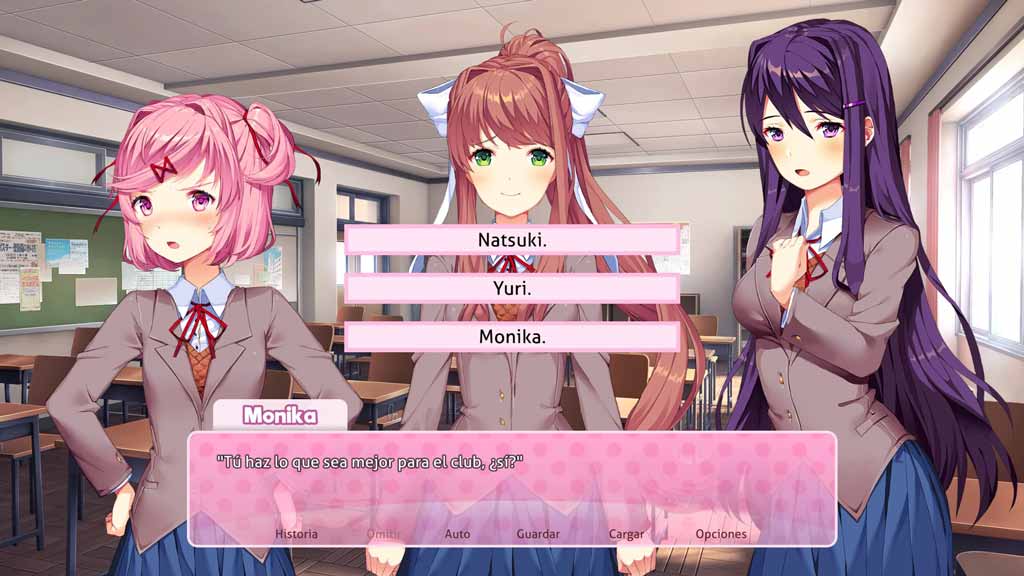 Natsuki.
Yuri.
Monika.
Monika
"Tú haz lo que sea mejor para el club, ¿sí?"
Historia Omitir Auto Guardar Cargar Opciones